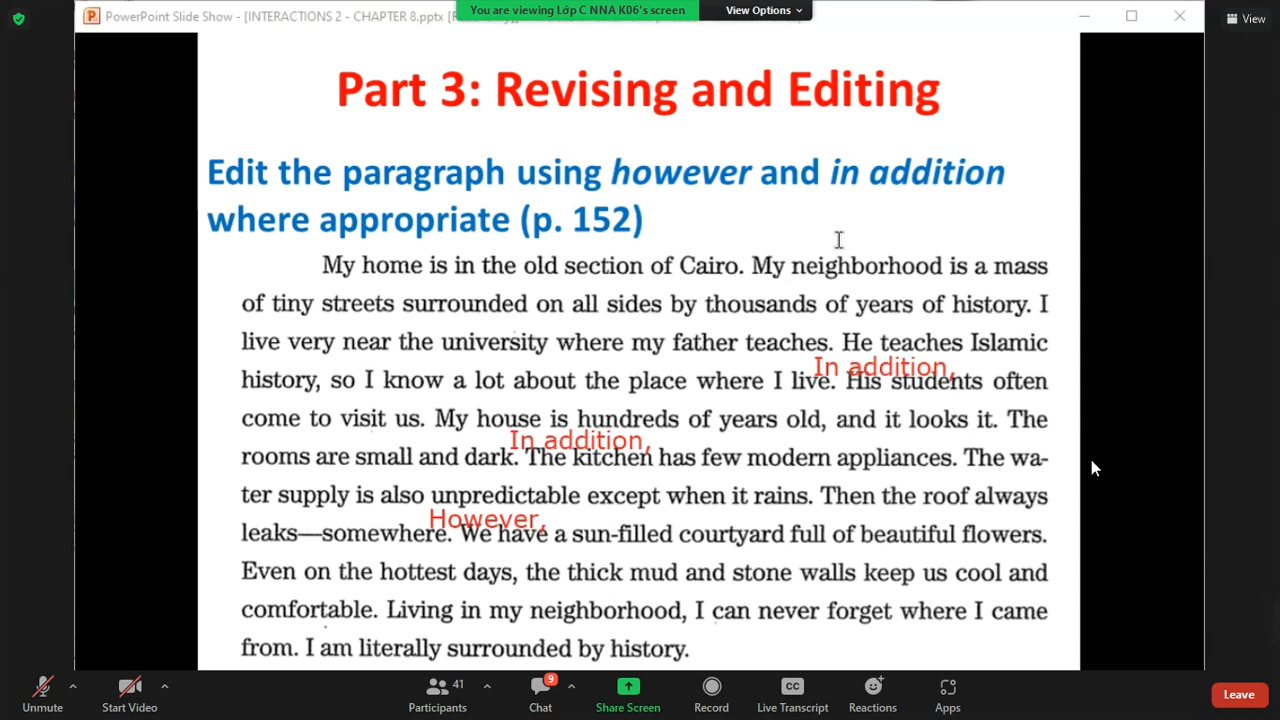 PowerPoint Slide Show - [INTERACTIONS 2 - CHAPTER 8.pptx
You are viewing Lớp C NNA K06's screen
View Options
View
Part 3: Revising and Editing
Edit the paragraph using however and in addition
where appropriate (p. 152)
My home is in the old section of Cairo. My neighborhood is a mass
of tiny streets surrounded on all sides by thousands of years of history. I
live very near the university where my father teaches. He teaches Islamic
In addition,
history, so I know a lot about the place where I live. His students often
come to visit us. My house is hundreds of years old, and it looks it. The
In addition,
rooms are small and dark. The kitchen has few modern appliances. The wa-
ter supply is also unpredictable except when it rains. Then the roof always
However,
leaks—somewhere. We have a sun-filled courtyard full of beautiful flowers.
Even on the hottest days, the thick mud and stone walls keep us cool and
comfortable. Living in my neighborhood, I can never forget where I came
from. I am literally surrounded by history.
Unmute
Start Video
41
Participants
9
Chat
Share Screen
Record
CC
Live Transcript
Reactions
Apps
Leave